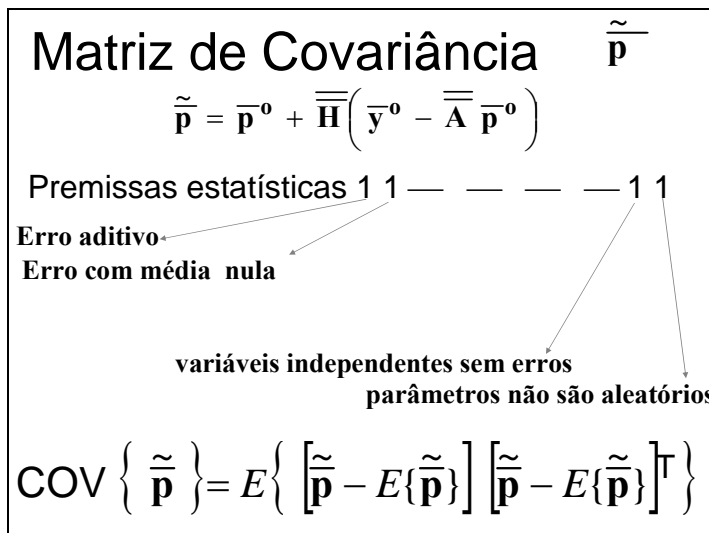 Matriz de Covariância p̃̅
p̃̅ = p̅ᵒ + H̿( y̅ᵒ − A̿ p̅ᵒ )
Premissas estatísticas 1 1 — — — — 1 1
Erro aditivo
Erro com média nula
variáveis independentes sem erros
parâmetros não são aleatórios
COV { p̃̅ } = E{ [p̃̅ − E{p̃̅}] [p̃̅ − E{p̃̅}]ᵀ }